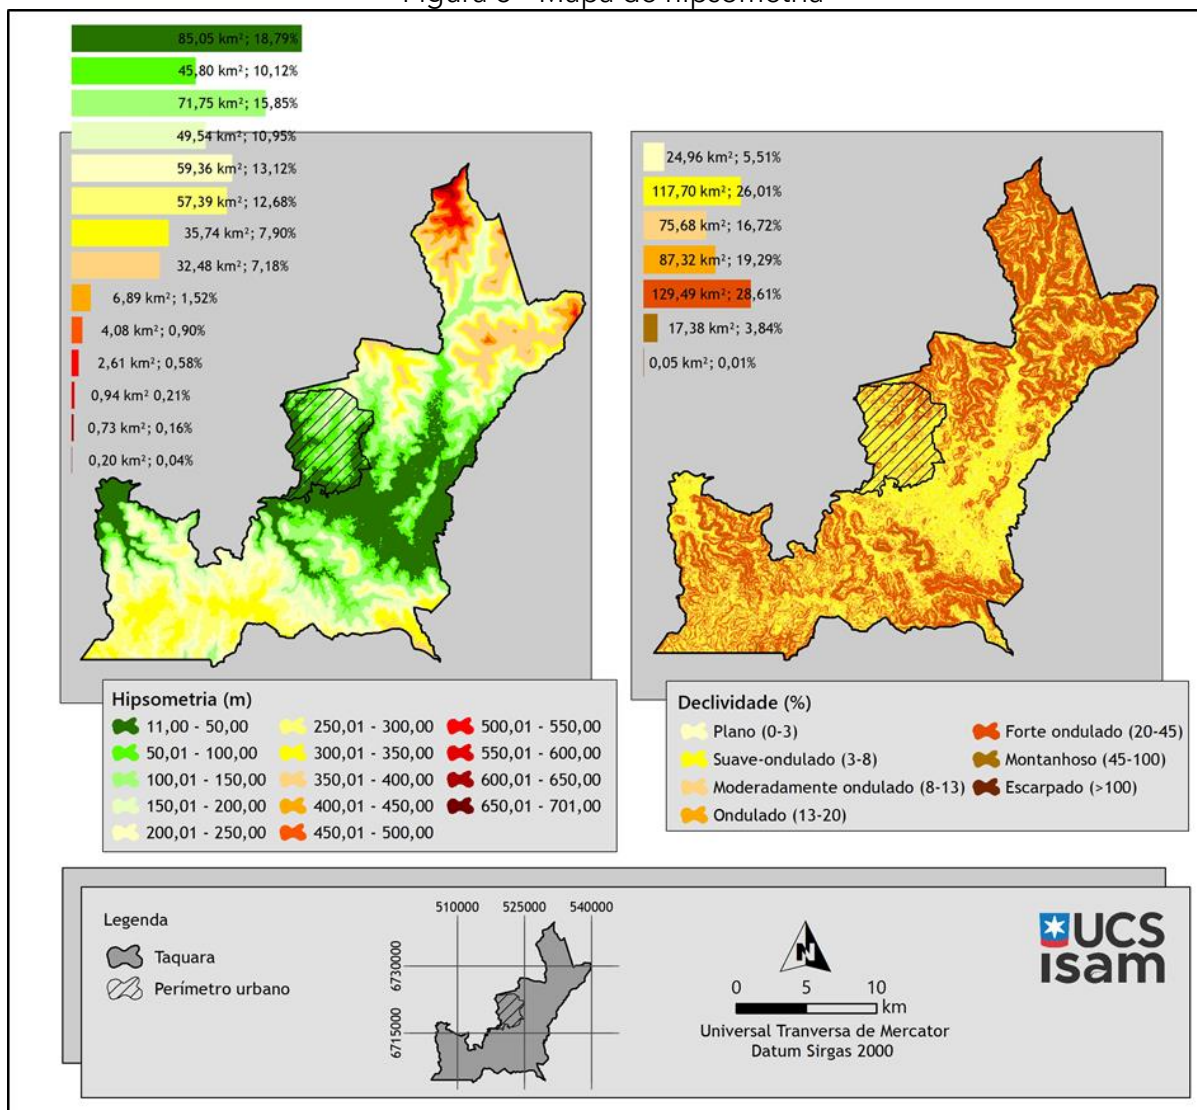 Figura 3 - Mapa de hipsometria
85,05 km²; 18,79%
45,80 km²; 10,12%
71,75 km²; 15,85%
49,54 km²; 10,95%
59,36 km²; 13,12%
57,39 km²; 12,68%
35,74 km²; 7,90%
32,48 km²; 7,18%
6,89 km²; 1,52%
4,08 km²; 0,90%
2,61 km²; 0,58%
0,94 km² 0,21%
0,73 km²; 0,16%
0,20 km²; 0,04%
24,96 km²; 5,51%
117,70 km²; 26,01%
75,68 km²; 16,72%
87,32 km²; 19,29%
129,49 km²; 28,61%
17,38 km²; 3,84%
0,05 km²; 0,01%
Hipsometria (m)
11,00 - 50,00
50,01 - 100,00
100,01 - 150,00
150,01 - 200,00
200,01 - 250,00
250,01 - 300,00
300,01 - 350,00
350,01 - 400,00
400,01 - 450,00
450,01 - 500,00
500,01 - 550,00
550,01 - 600,00
600,01 - 650,00
650,01 - 701,00
Declividade (%)
Plano (0-3)
Suave-ondulado (3-8)
Moderadamente ondulado (8-13)
Ondulado (13-20)
Forte ondulado (20-45)
Montanhoso (45-100)
Escarpado (>100)
Legenda
Taquara
Perímetro urbano
510000 525000 540000
6730000
6715000
N
0 5 10
km
Universal Tranversa de Mercator
Datum Sirgas 2000
UCS
isam